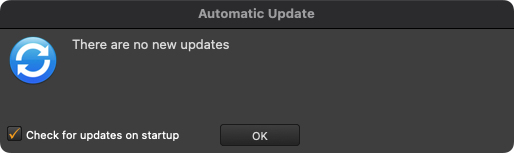 Automatic Update
There are no new updates
Check for updates on startup
OK